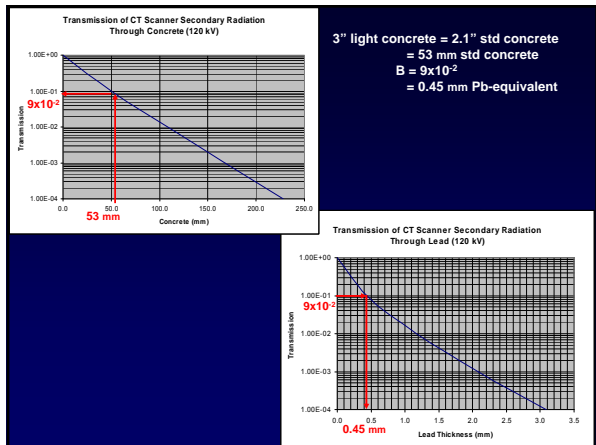 Transmission of CT Scanner Secondary Radiation
Through Concrete (120 kV)
1.00E+00
1.00E-01
9x10-2
1.00E-02
1.00E-03
1.00E-04
Transmission
0.0
50.0
100.0
150.0
200.0
250.0
Concrete (mm)
53 mm
3” light concrete = 2.1” std concrete
= 53 mm std concrete
B = 9x10-2
= 0.45 mm Pb-equivalent
Transmission of CT Scanner Secondary Radiation
Through Lead (120 kV)
1.00E+00
1.00E-01
9x10-2
1.00E-02
1.00E-03
1.00E-04
Transmission
0.0
0.5
1.0
1.5
2.0
2.5
3.0
3.5
Lead Thickness (mm)
0.45 mm